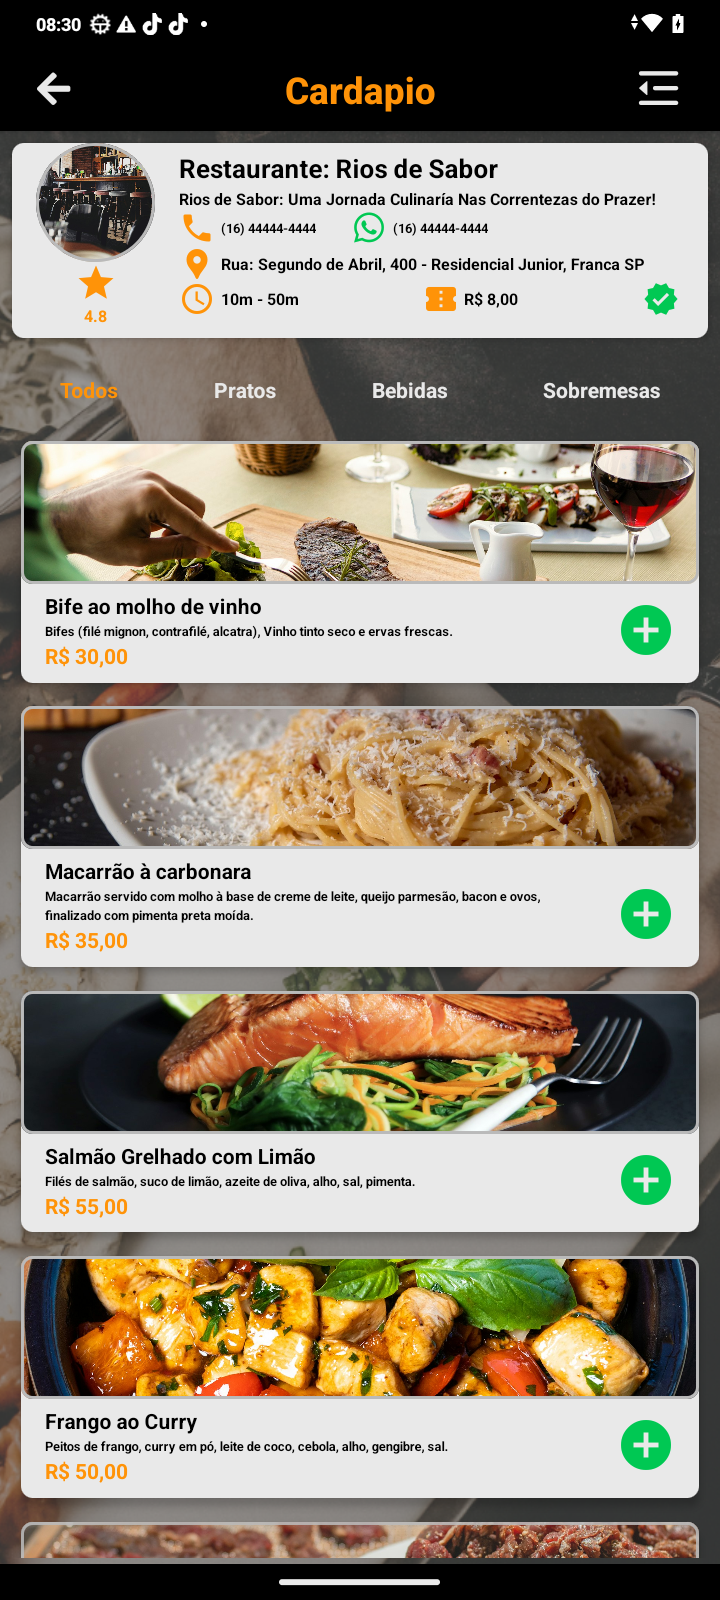 08:30
Cardapio
Restaurante: Rios de Sabor
Rios de Sabor: Uma Jornada Culinaría Nas Correntezas do Prazer!
(16) 44444-4444 (16) 44444-4444
Rua: Segundo de Abril, 400 - Residencial Junior, Franca SP
10m - 50m R$ 8,00
4.8
Todos Pratos Bebidas Sobremesas
Bife ao molho de vinho
Bifes (filé mignon, contrafilé, alcatra), Vinho tinto seco e ervas frescas.
R$ 30,00
Macarrão à carbonara
Macarrão servido com molho à base de creme de leite, queijo parmesão, bacon e ovos,
finalizado com pimenta preta moída.
R$ 35,00
Salmão Grelhado com Limão
Filés de salmão, suco de limão, azeite de oliva, alho, sal, pimenta.
R$ 55,00
Frango ao Curry
Peitos de frango, curry em pó, leite de coco, cebola, alho, gengibre, sal.
R$ 50,00